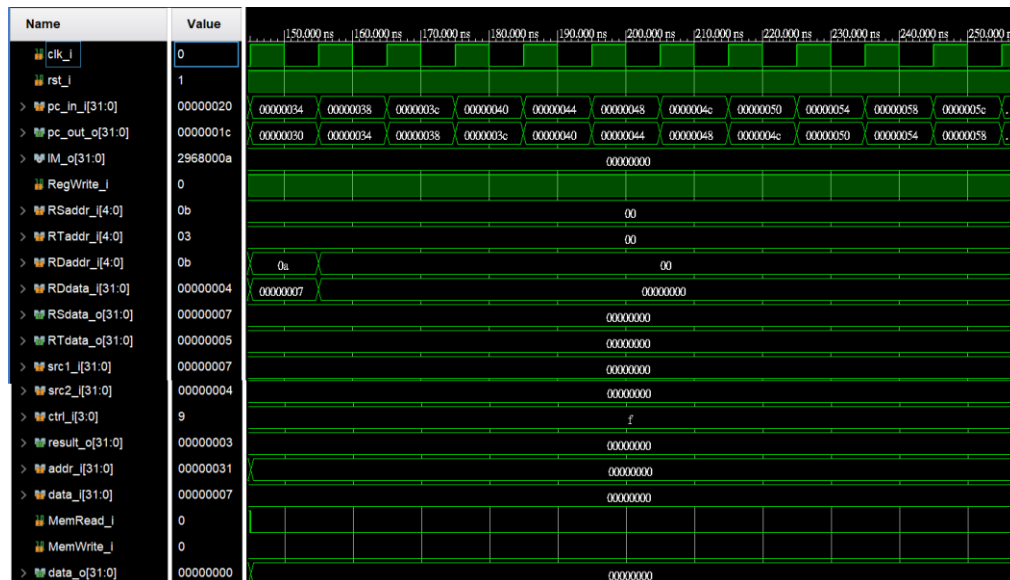 Name Value 150.000 ns 160.000 ns 170.000 ns 180.000 ns 190.000 ns 200.000 ns 210.000 ns 220.000 ns 230.000 ns 240.000 ns 250.000 n
clk_i 0
rst_i 1
pc_in_i[31:0] 00000020 00000034 00000038 0000003c 00000040 00000044 00000048 0000004c 00000050 00000054 00000058 0000005c .
pc_out_o[31:0] 0000001c 00000030 00000034 00000038 0000003c 00000040 00000044 00000048 0000004c 00000050 00000054 00000058 .
IM_o[31:0] 2968000a 00000000
RegWrite_i 0
RSaddr_i[4:0] 0b 00
RTaddr_i[4:0] 03 00
RDaddr_i[4:0] 0b 0a 00
RDdata_i[31:0] 00000004 00000007 00000000
RSdata_o[31:0] 00000007 00000000
RTdata_o[31:0] 00000005 00000000
src1_i[31:0] 00000007 00000000
src2_i[31:0] 00000004 00000000
ctrl_i[3:0] 9 f
result_o[31:0] 00000003 00000000
addr_i[31:0] 00000031 00000000
data_i[31:0] 00000007 00000000
MemRead_i 0
MemWrite_i 0
data_o[31:0] 00000000 00000000